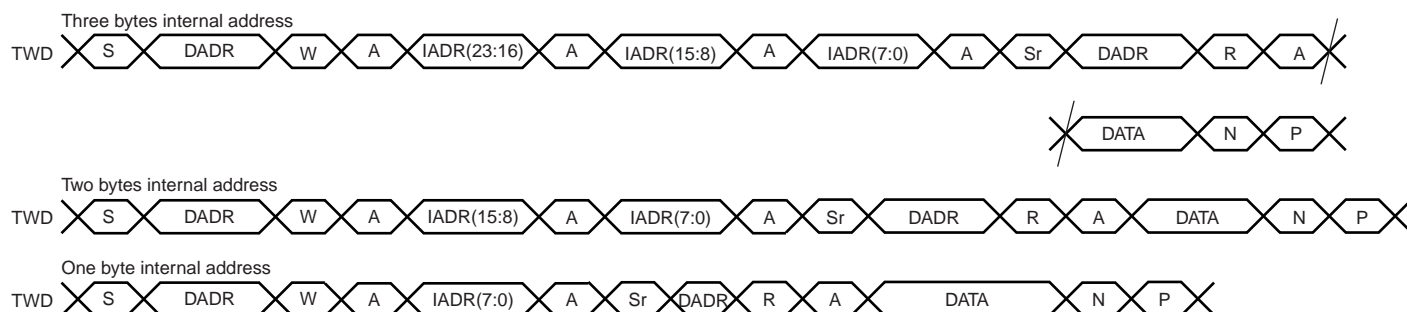 Three bytes internal address
TWD S DADR W A IADR(23:16) A IADR(15:8) A IADR(7:0) A Sr DADR R A
DATA N P
Two bytes internal address
TWD S DADR W A IADR(15:8) A IADR(7:0) A Sr DADR R A DATA N P
One byte internal address
TWD S DADR W A IADR(7:0) A Sr DADR R A DATA N P